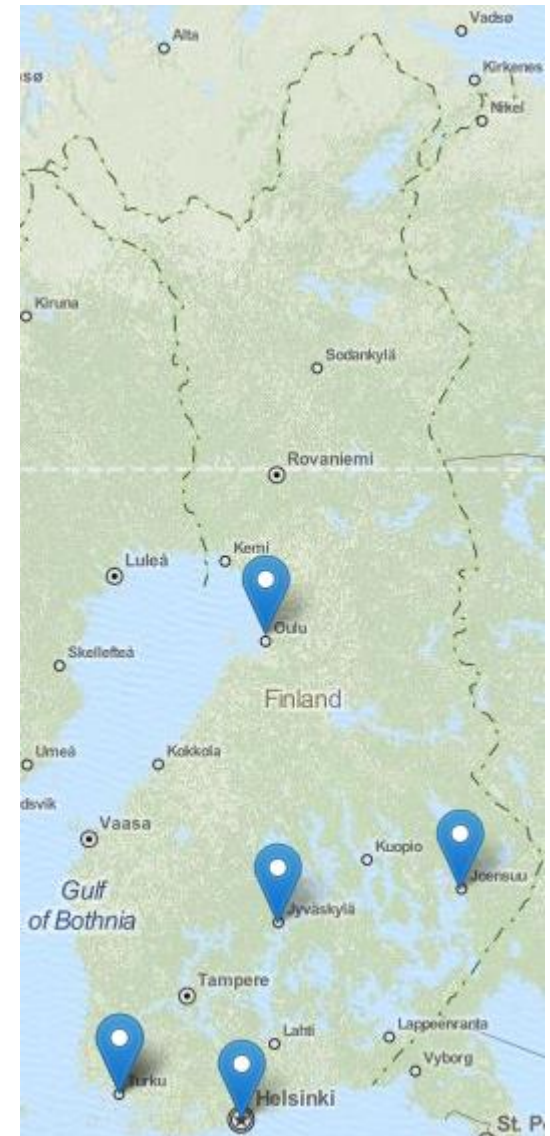 Vadsø
Alta
sø
Kirkenes
Nikel
Kiruna
Sodankylä
Rovaniemi
Kemi
Luleå
Oulu
Skellefteå
Finland
Umeå
Kokkola
dsvik
Vaasa
Kuopio
Joensuu
Gulf
of Bothnia
Jyväskylä
Tampere
Lahti
Lappeenranta
Vyborg
Turku
Helsinki
St. P